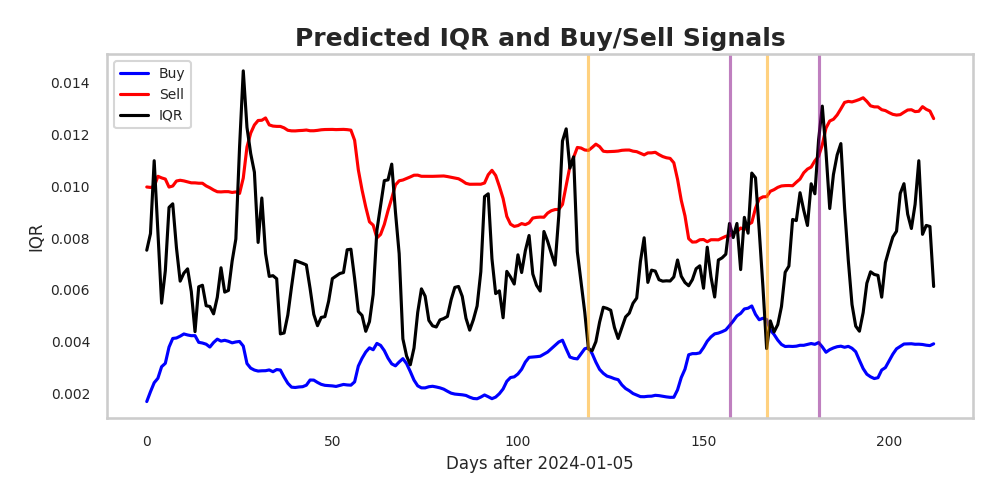 Predicted IQR and Buy/Sell Signals
Buy
Sell
IQR
0.014
0.012
0.010
0.008
0.006
0.004
0.002
IQR
0
50
100
150
200
Days after 2024-01-05